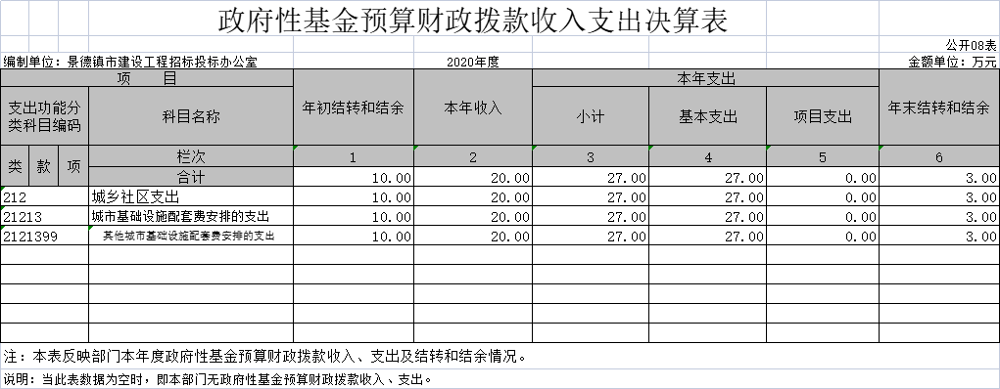 政府性基金预算财政拨款收入支出决算表
公开08表
编制单位：景德镇市建设工程招标投标办公室 2020年度 金额单位：万元
项 目 年初结转和结余 本年收入 本年支出 年末结转和结余
支出功能分类科目编码 科目名称 小计 基本支出 项目支出
类 款 项 栏次 1 2 3 4 5 6
合计 10.00 20.00 27.00 27.00 0.00 3.00
212 城乡社区支出 10.00 20.00 27.00 27.00 0.00 3.00
21213 城市基础设施配套费安排的支出 10.00 20.00 27.00 27.00 0.00 3.00
2121399 其他城市基础设施配套费安排的支出 10.00 20.00 27.00 27.00 0.00 3.00
注：本表反映部门本年度政府性基金预算财政拨款收入、支出及结转和结余情况。
说明：当此表数据为空时，即本部门无政府性基金预算财政拨款收入、支出。